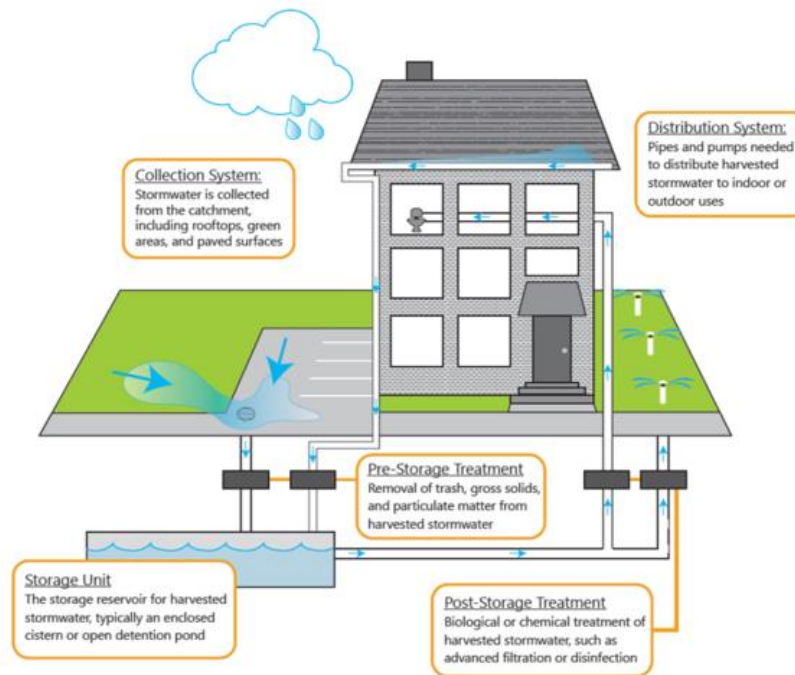 Collection System:
Stormwater is collected
from the catchment,
including rooftops, green
areas, and paved surfaces
Distribution System:
Pipes and pumps needed
to distribute harvested
stormwater to indoor or
outdoor uses
Pre-Storage Treatment
Removal of trash, gross solids,
and particulate matter from
harvested stormwater
Storage Unit
The storage reservoir for harvested
stormwater, typically an enclosed
cistern or open detention pond
Post-Storage Treatment
Biological or chemical treatment of
harvested stormwater, such as
advanced filtration or disinfection